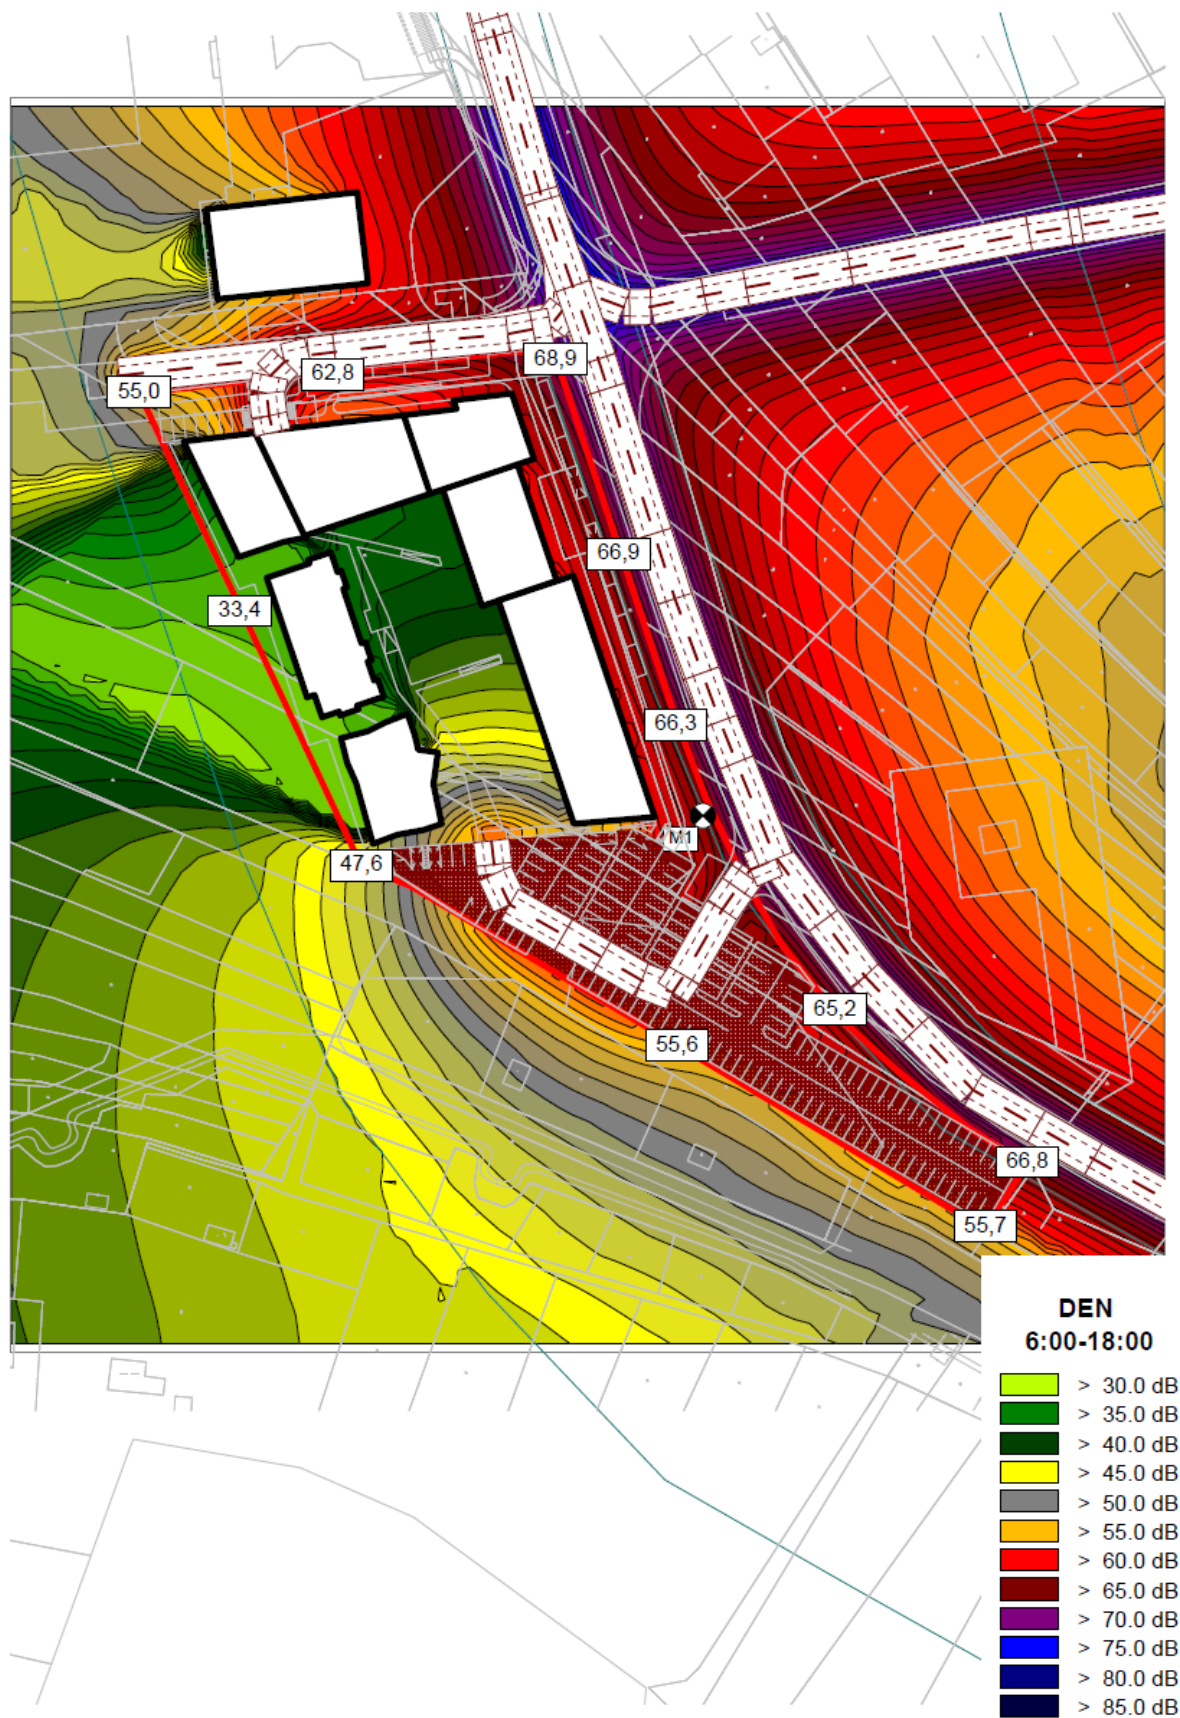 68,9
62,8
55,0
66,9
33,4
66,3
M1
47,6
65,2
55,6
66,8
55,7
DEN
6:00-18:00
> 30.0 dB
> 35.0 dB
> 40.0 dB
> 45.0 dB
> 50.0 dB
> 55.0 dB
> 60.0 dB
> 65.0 dB
> 70.0 dB
> 75.0 dB
> 80.0 dB
> 85.0 dB